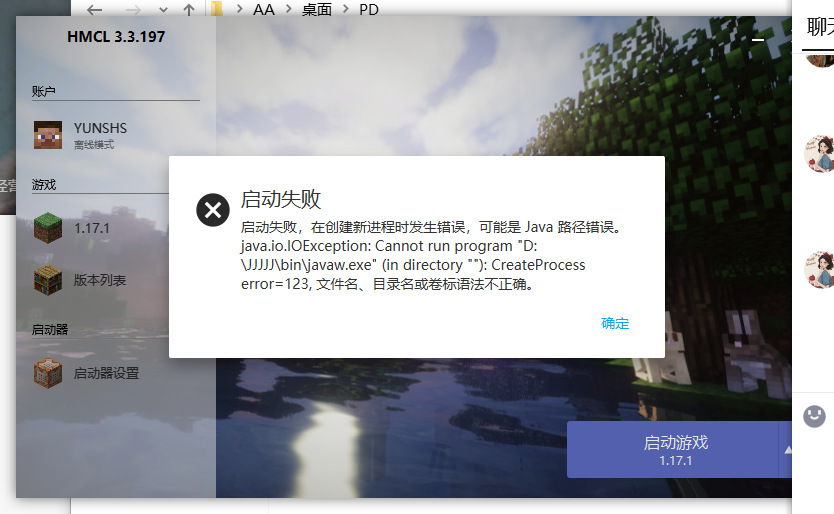 AA > 桌面 > PD
HMCL 3.3.197
聊天
账户
YUNSHS
离线模式
经营
游戏
1.17.1
版本列表
启动器
启动器设置
启动失败
启动失败，在创建新进程时发生错误，可能是 Java 路径错误。
java.io.IOException: Cannot run program "D:
\JJJJJ\bin\javaw.exe" (in directory ""): CreateProcess
error=123, 文件名、目录名或卷标语法不正确。
确定
启动游戏
1.17.1